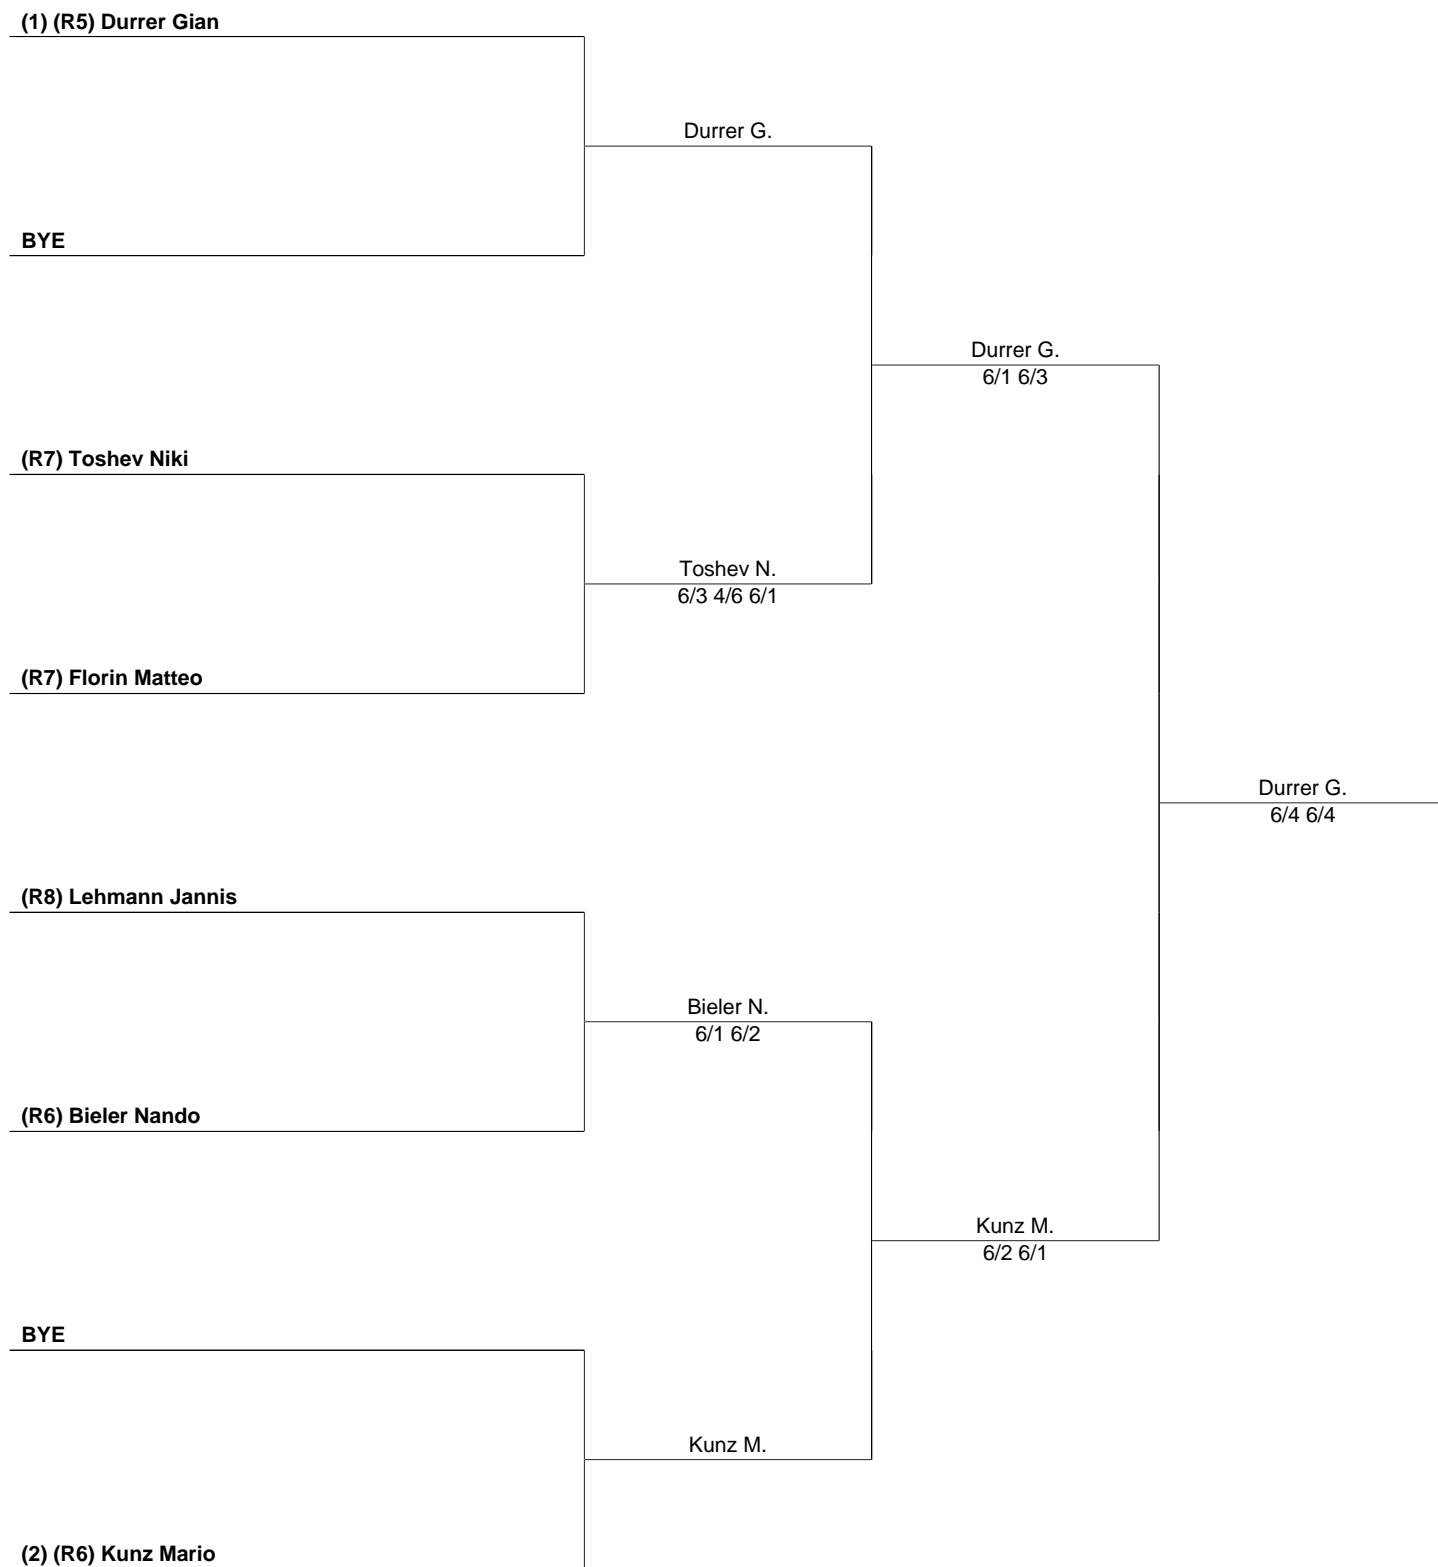 (1) (R5) Durrer Gian
Durrer G.
BYE
Durrer G.
6/1 6/3
(R7) Toshev Niki
Toshev N.
6/3 4/6 6/1
(R7) Florin Matteo
Durrer G.
6/4 6/4
(R8) Lehmann Jannis
Bieler N.
6/1 6/2
(R6) Bieler Nando
Kunz M.
6/2 6/1
BYE
Kunz M.
(2) (R6) Kunz Mario